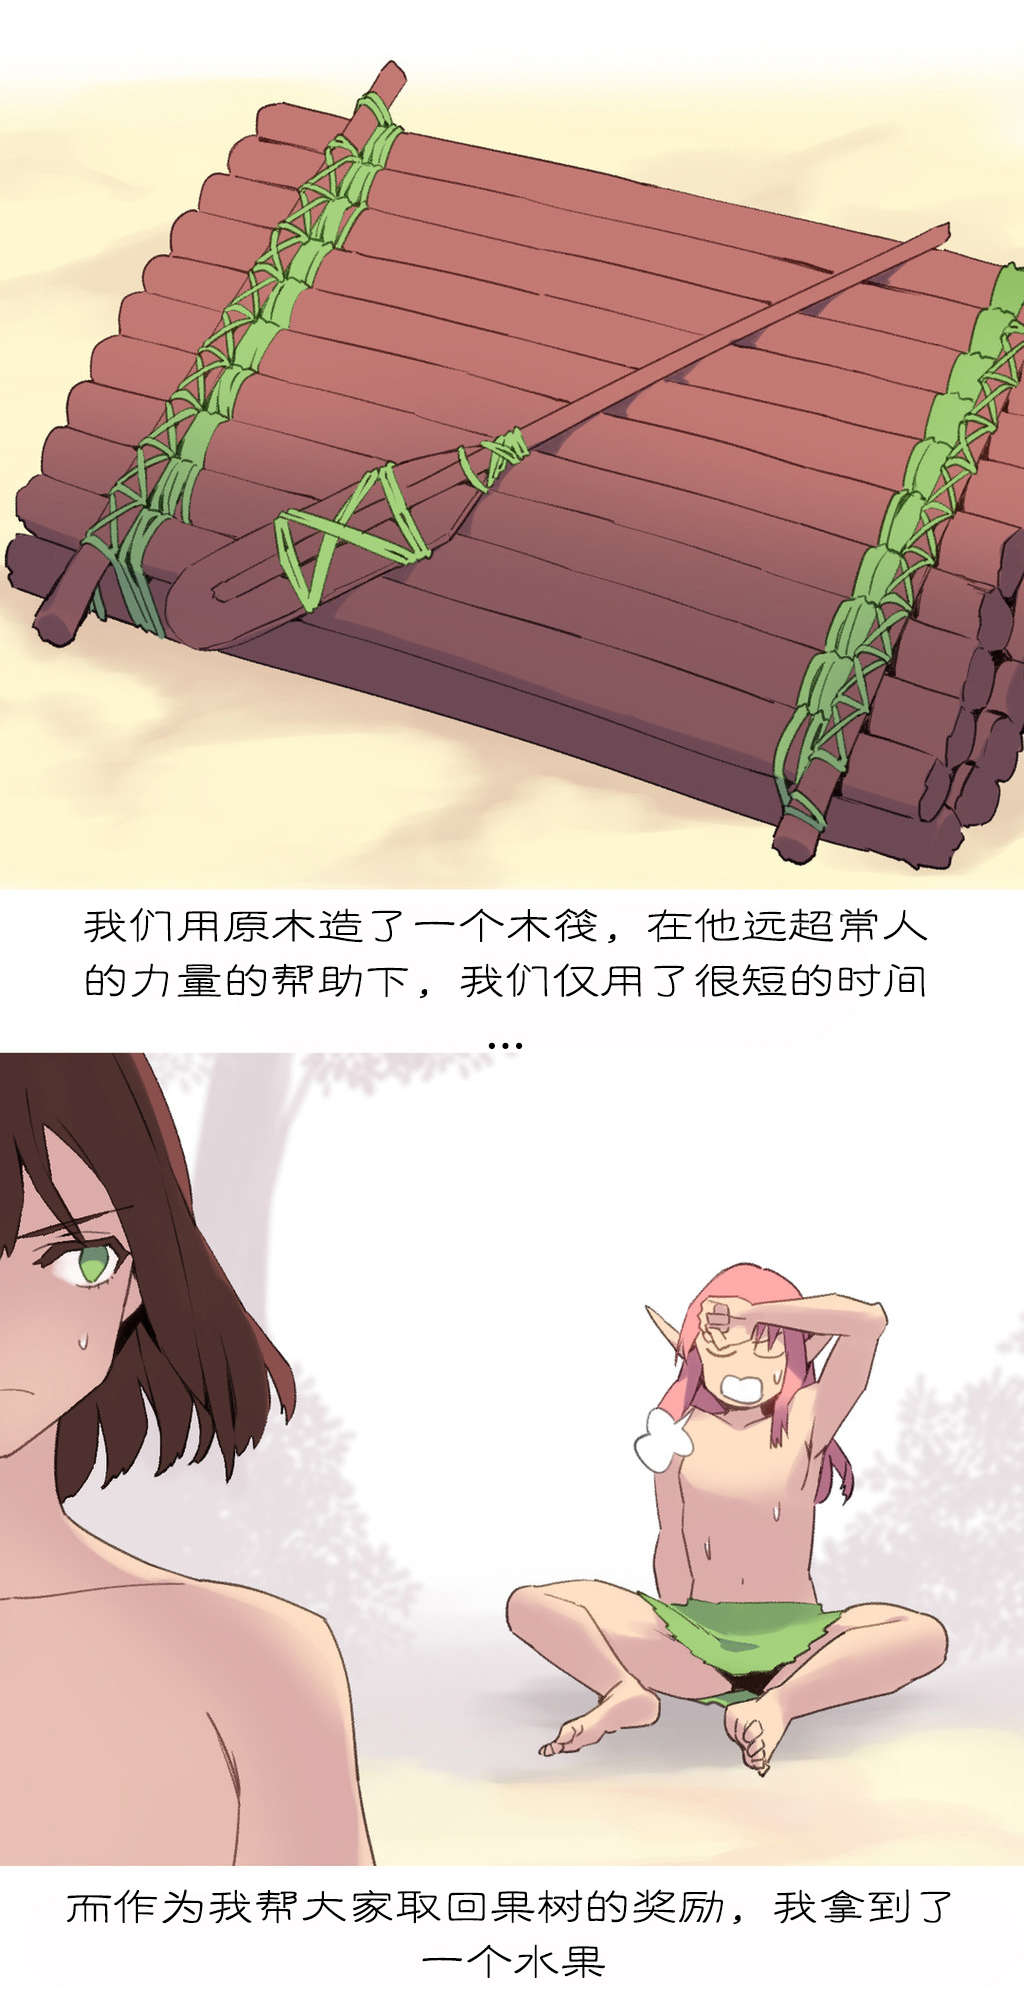 我们用原木造了一个木筏，在他远超常人
的力量的帮助下，我们仅用了很短的时间
...
而作为我帮大家取回果树的奖励，我拿到了
一个水果